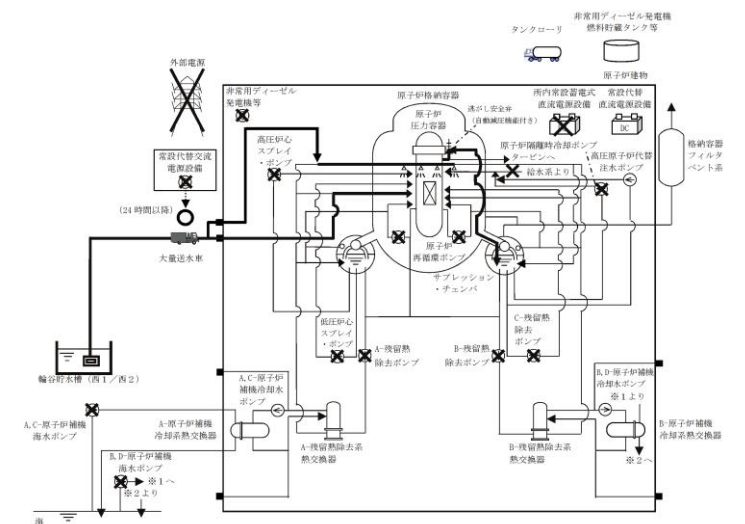 非常用ディーゼル発電機
燃料貯蔵タンク等
タンクローリ
外部電源
原子炉建物
非常用ディーゼル
発電機等
原子炉格納容器
逃がし安全弁
(自動減圧機能付き)
所内常設蓄電式
直流電源設備
常設代替
直流電源設備
DC
原子炉
圧力容器
高圧炉心
スプレイ
・ポンプ
原子炉隔離時冷却ポンプ
タービンへ
給水系より
高圧原子炉代替
注水ポンプ
格納容器
フィルタ
ベント系
常設代替交流
電源設備
(24時間以降)
大量送水車
原子炉
再循環ポンプ
サプレッション
・チェンバ
低圧炉心
スプレイ
・ポンプ
A-残留熱
除去ポンプ
B-残留熱
除去ポンプ
C-残留熱
除去
ポンプ
輪谷貯水槽(西1/西2)
A,C-原子炉
補機冷却水
ポンプ
B,D-原子炉
補機
冷却水ポンプ
※1より
A,C-原子炉補機
海水ポンプ
A-原子炉補機
冷却系熱交換器
A-残留熱除去系
熱交換器
B-残留熱除去系
熱交換器
B-原子炉補機
冷却系熱交換器
※2へ
B,D-原子炉補機
海水ポンプ
※1へ
※2より
海